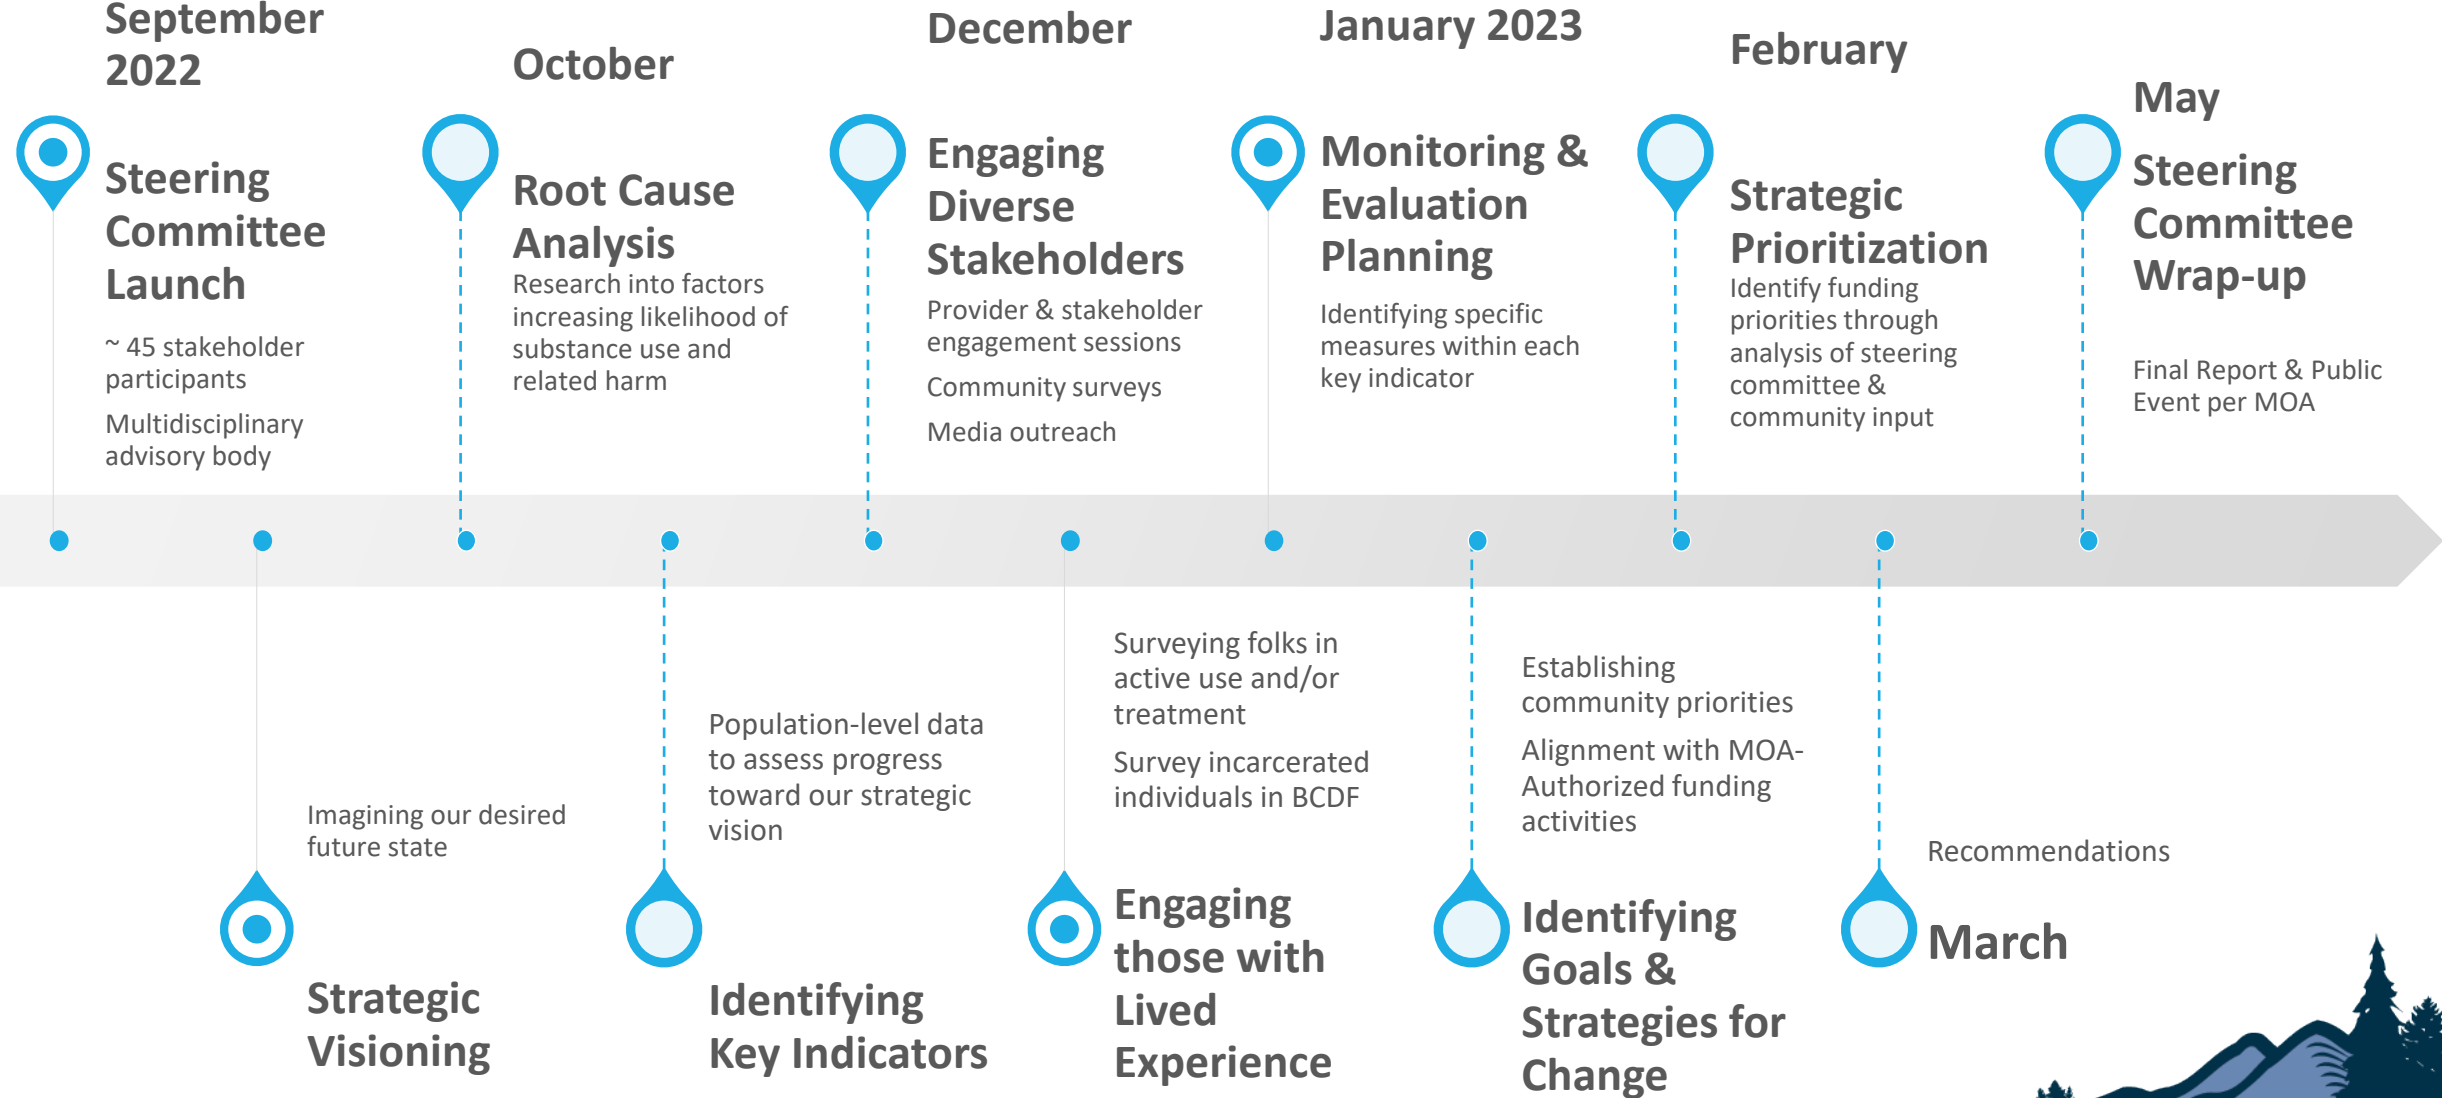 September
2022
Steering
Committee
Launch
~ 45 stakeholder
participants
Multidisciplinary
advisory body
October
Root Cause
Analysis
Research into factors
increasing likelihood of
substance use and
related harm
December
Engaging
Diverse
Stakeholders
Provider & stakeholder
engagement sessions
Community surveys
Media outreach
January 2023
Monitoring &
Evaluation
Planning
Identifying specific
measures within each
key indicator
February
Strategic
Prioritization
Identify funding
priorities through
analysis of steering
committee &
community input
May
Steering
Committee
Wrap-up
Final Report & Public
Event per MOA
Imagining our desired
future state
Strategic
Visioning
Population-level data
to assess progress
toward our strategic
vision
Identifying
Key Indicators
Surveying folks in
active use and/or
treatment
Survey incarcerated
individuals in BCDF
Engaging
those with
Lived
Experience
Establishing
community priorities
Alignment with MOA-
Authorized funding
activities
Identifying
Goals &
Strategies for
Change
Recommendations
March